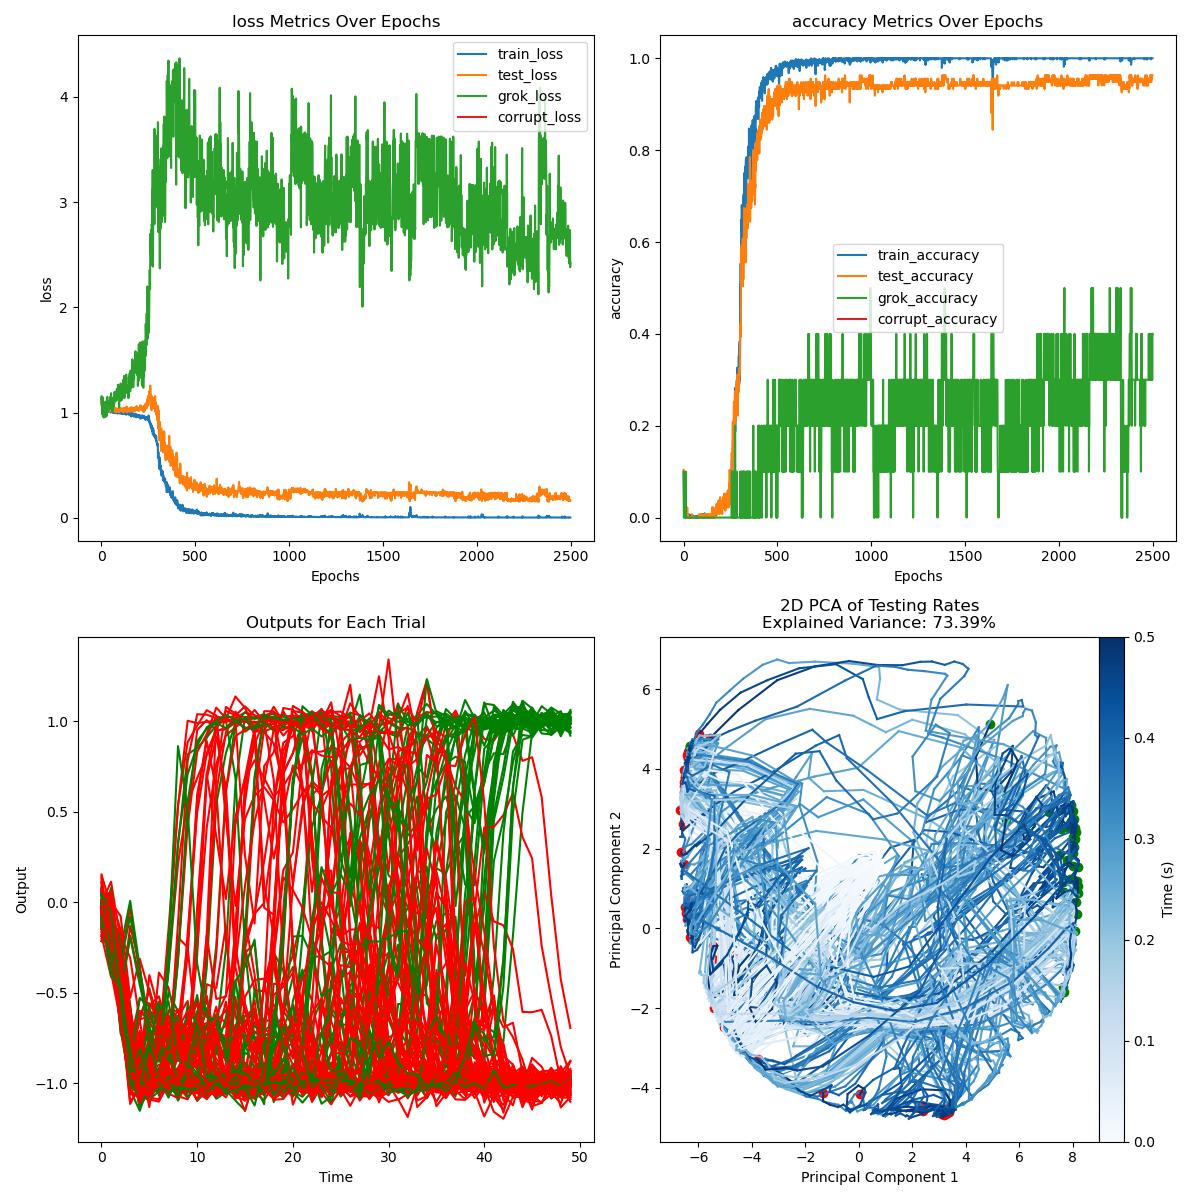 loss Metrics Over Epochs
train_loss
test_loss
grok_loss
corrupt_loss
4
3
2
1
0
loss
0 500 1000 1500 2000 2500
Epochs
accuracy Metrics Over Epochs
1.0
0.8
0.6
0.4
0.2
0.0
accuracy
train_accuracy
test_accuracy
grok_accuracy
corrupt_accuracy
0 500 1000 1500 2000 2500
Epochs
Outputs for Each Trial
1.0
0.5
0.0
−0.5
−1.0
Output
0 10 20 30 40 50
Time
2D PCA of Testing Rates
Explained Variance: 73.39%
6
4
2
0
−2
−4
Principal Component 2
−6 −4 −2 0 2 4 6 8
Principal Component 1
0.5
0.4
0.3
0.2
0.1
0.0
Time (s)